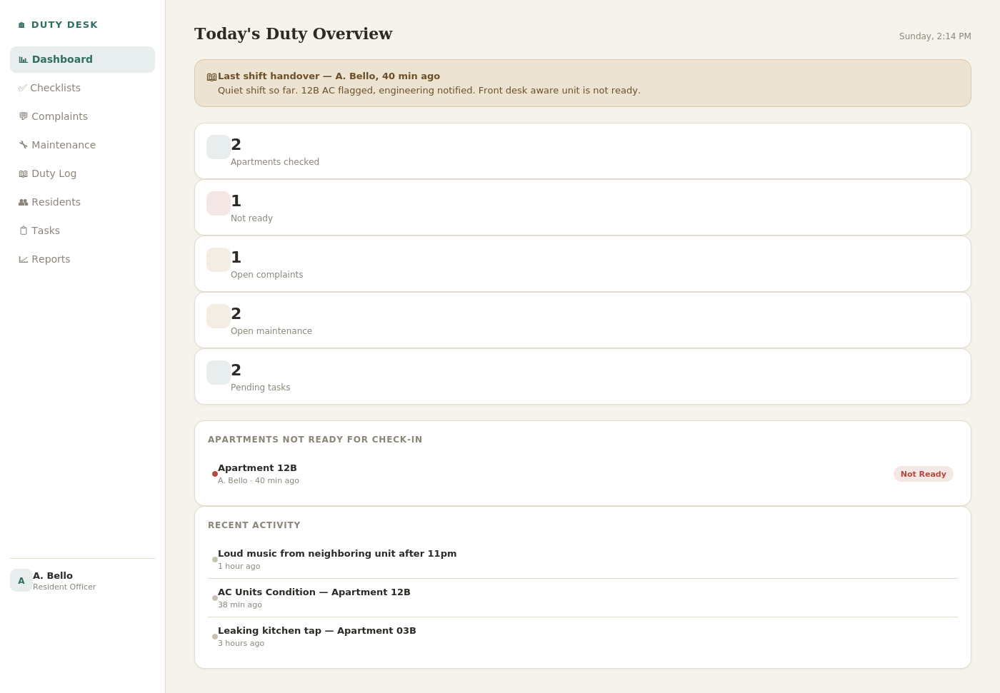 DUTY DESK
Dashboard
Checklists
Complaints
Maintenance
Duty Log
Residents
Tasks
Reports
A
A. Bello
Resident Officer
Today's Duty Overview
Sunday, 2:14 PM
Last shift handover — A. Bello, 40 min ago
Quiet shift so far. 12B AC flagged, engineering notified. Front desk aware unit is not ready.
2
Apartments checked
1
Not ready
1
Open complaints
2
Open maintenance
2
Pending tasks
APARTMENTS NOT READY FOR CHECK-IN
Apartment 12B
A. Bello · 40 min ago
Not Ready
RECENT ACTIVITY
Loud music from neighboring unit after 11pm
1 hour ago
AC Units Condition — Apartment 12B
38 min ago
Leaking kitchen tap — Apartment 03B
3 hours ago